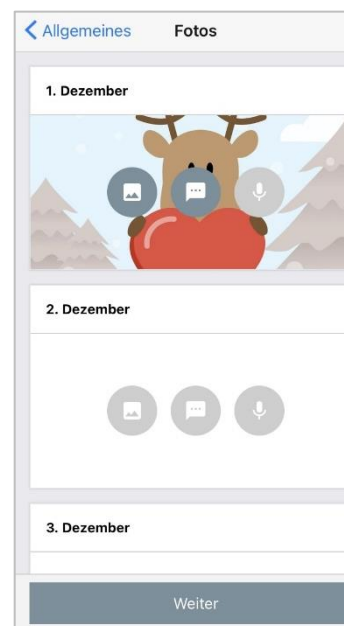 Allgemeines Fotos
1. Dezember
2. Dezember
3. Dezember
Weiter